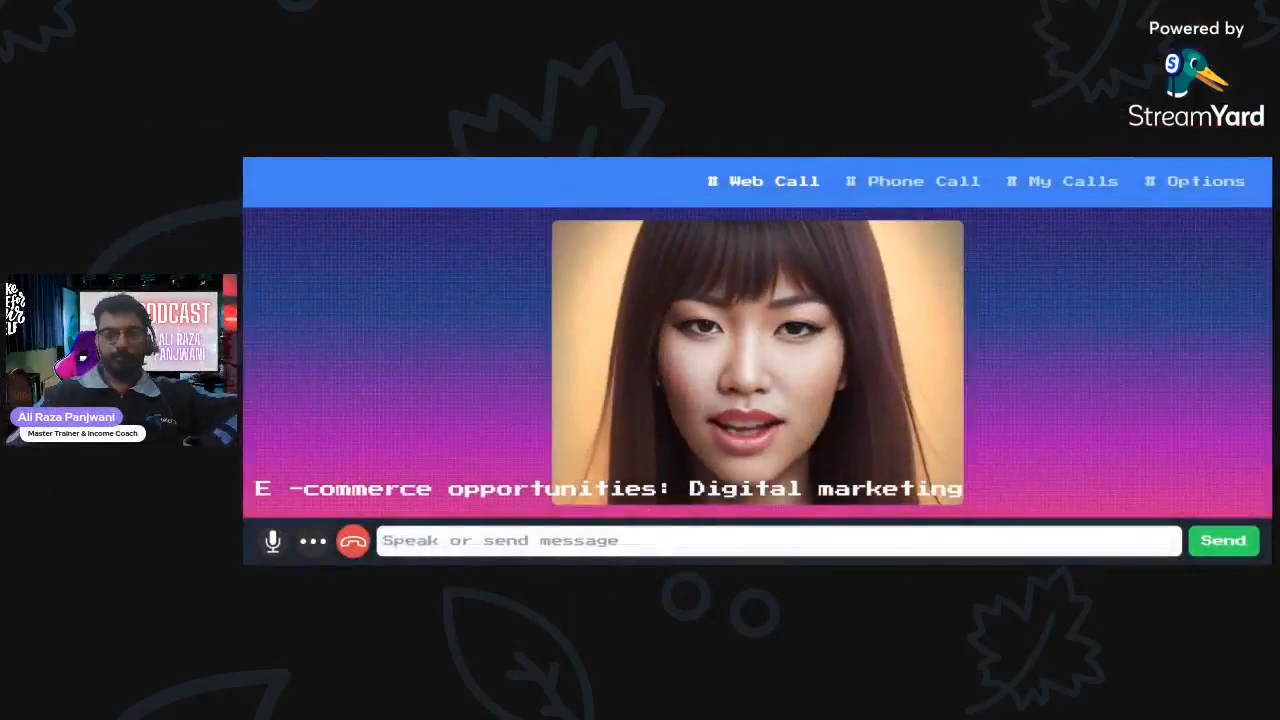 Powered by
StreamYard
# Web Call # Phone Call # My Calls # Options
PODCAST
ALI RAZA
PANJWANI
Ali Raza Panjwani
Master Trainer & Income Coach
E -commerce opportunities: Digital marketing
Speak or send message
Send